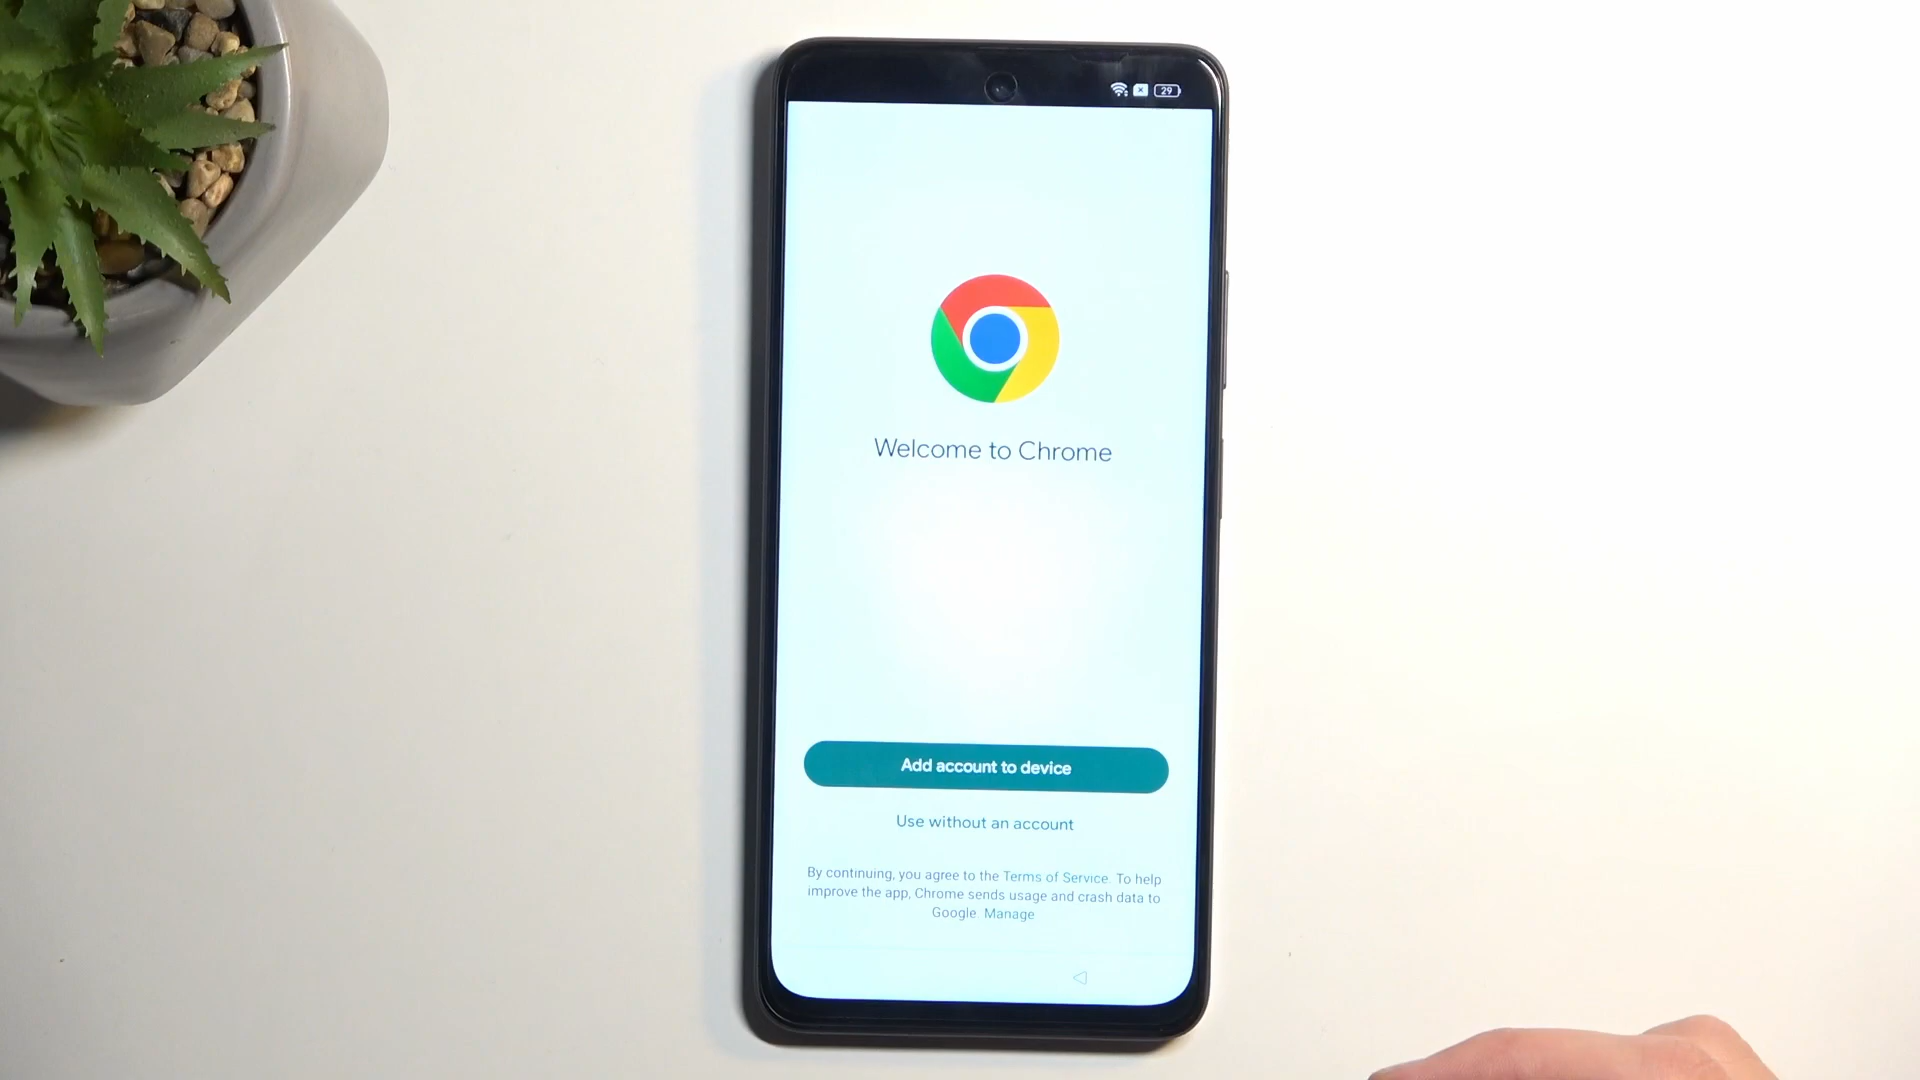 29
Welcome to Chrome
Add account to device
Use without an account
By continuing, you agree to the Terms of Service. To help
improve the app, Chrome sends usage and crash data to
Google. Manage